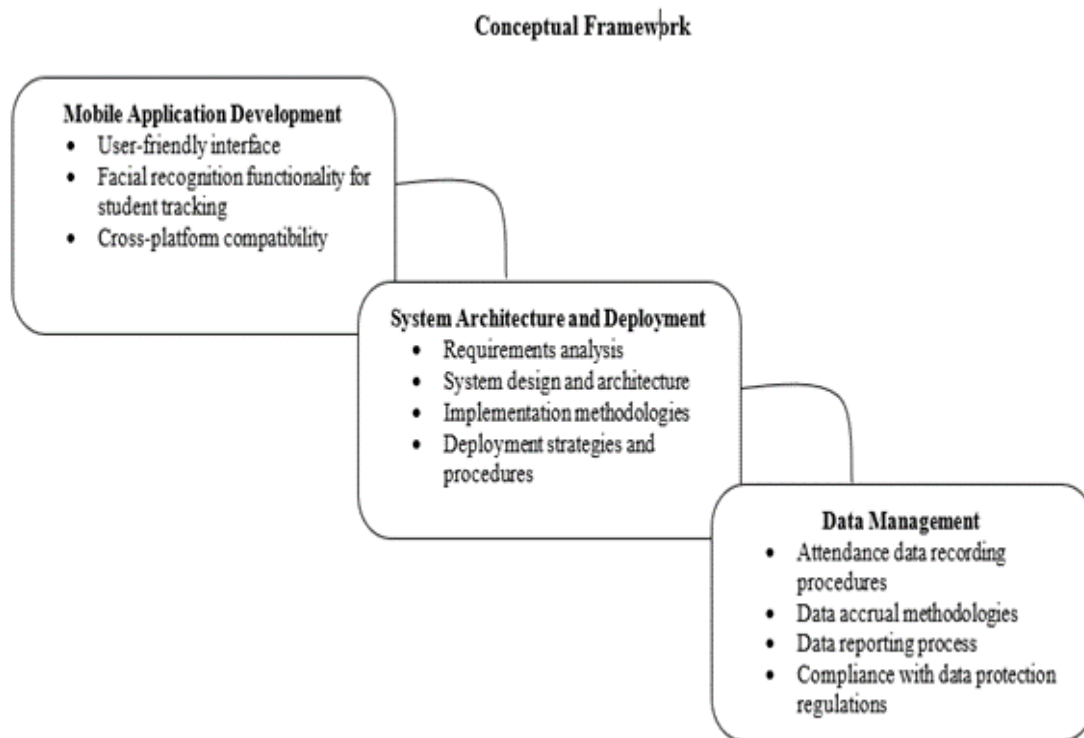 Conceptual Framework
Mobile Application Development
• User-friendly interface
• Facial recognition functionality for
student tracking
• Cross-platform compatibility
System Architecture and Deployment
• Requirements analysis
• System design and architecture
• Implementation methodologies
• Deployment strategies and
procedures
Data Management
• Attendance data recording
procedures
• Data accrual methodologies
• Data reporting process
• Compliance with data protection
regulations